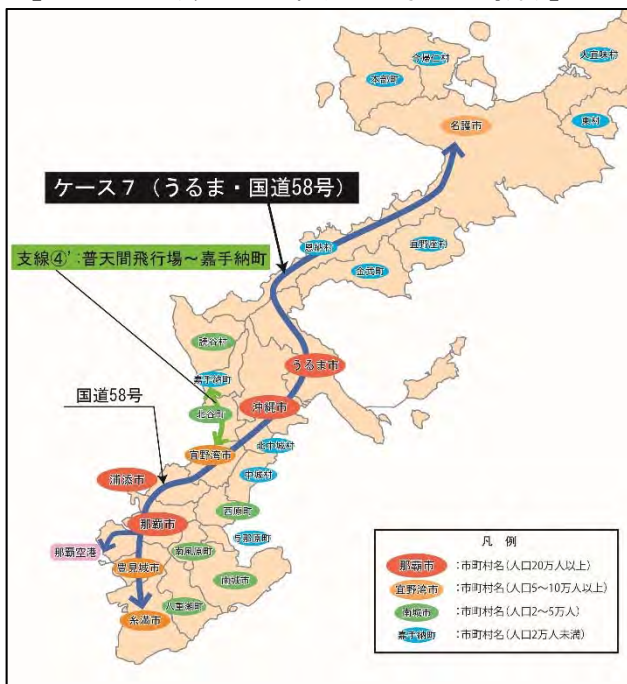 今帰仁村
本部町
大宜味村
東村
名護市
ケース７（うるま・国道58号）
恩納村
宜野座村
金武町
支線④'：普天間飛行場～嘉手納町
読谷村
うるま市
嘉手納町
国道58号
沖縄市
北谷町
北中城村
宜野湾市
中城村
浦添市
西原町
那覇市
与那原町
那覇空港
南風原町
豊見城市
南城市
八重瀬町
糸満市
凡 例
那覇市 ：市町村名（人口20万人以上）
宜野湾市 ：市町村名（人口5～10万人以上）
南城市 ：市町村名（人口2～5万人）
嘉手納町 ：市町村名（人口2万人未満）